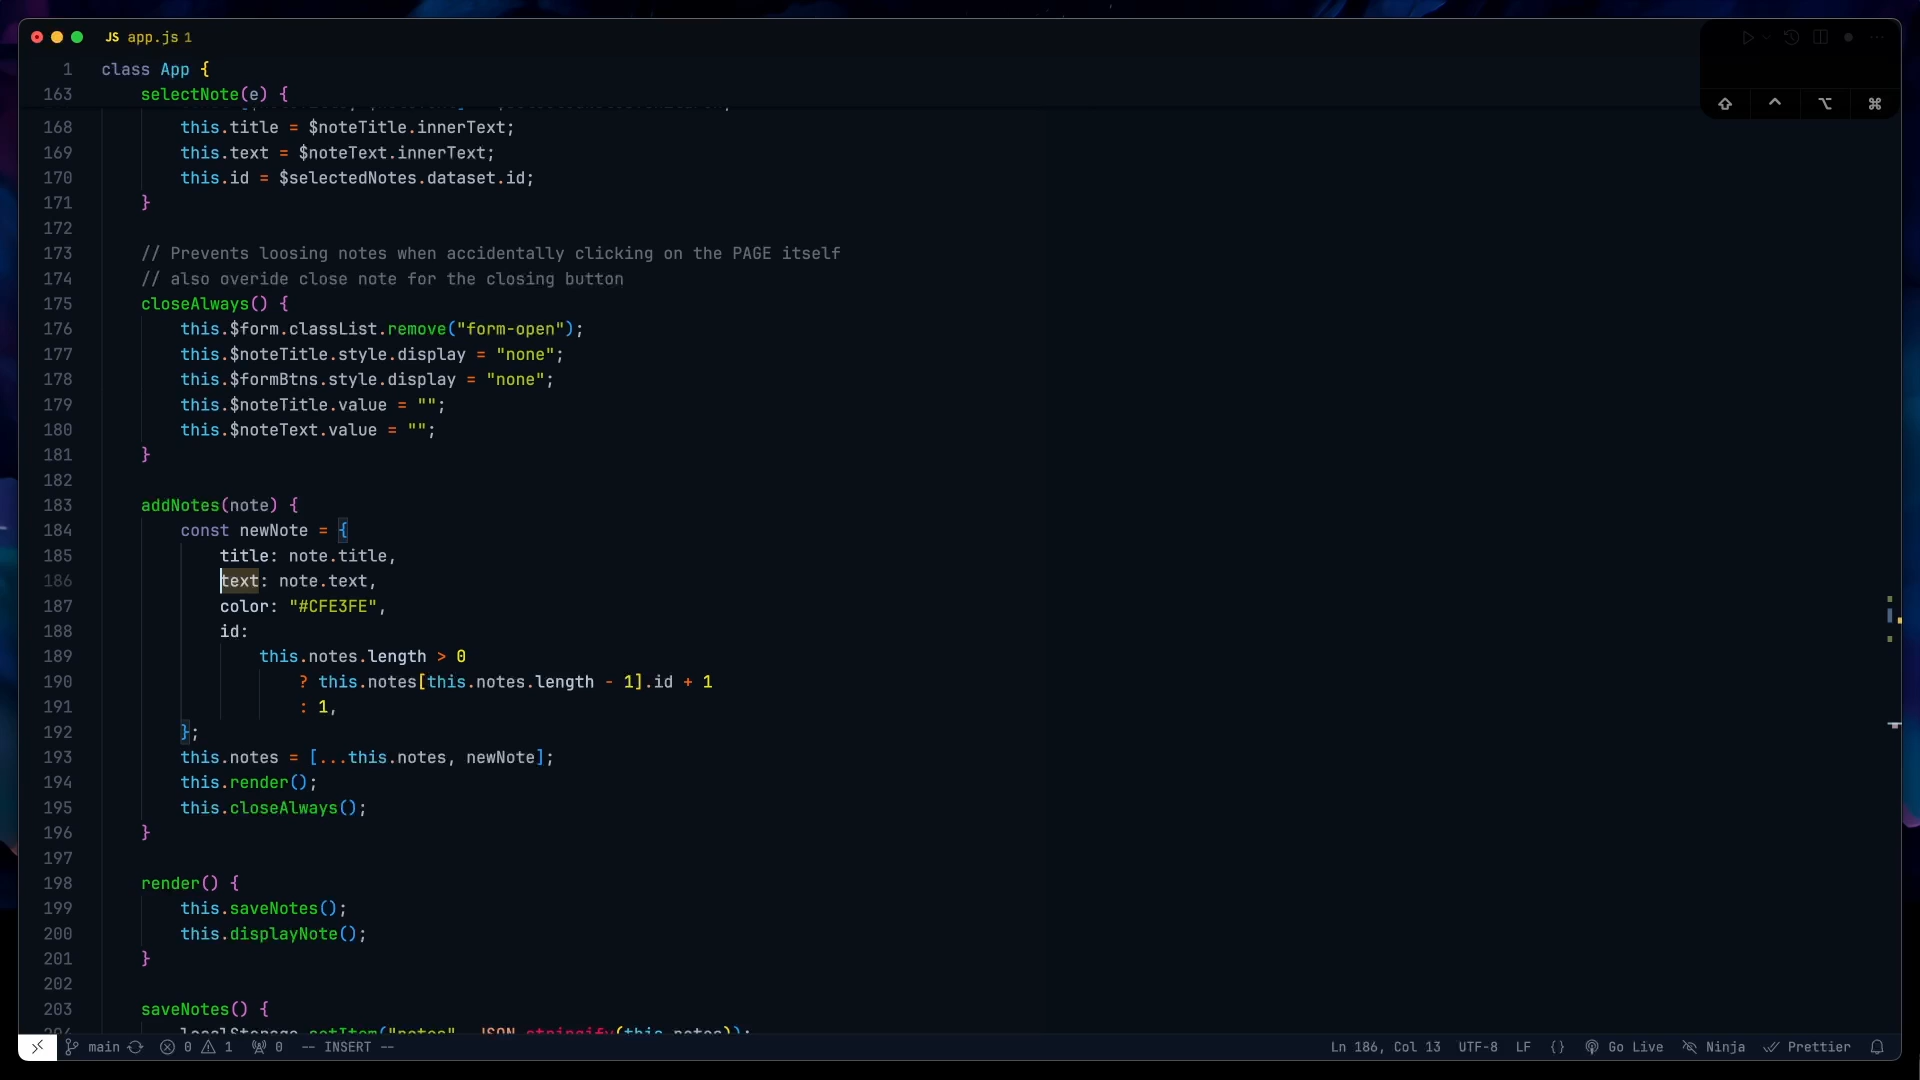 JS app.js 1
1 class App {
163 selectNote(e) {
168 this.title = $noteTitle.innerText;
169 this.text = $noteText.innerText;
170 this.id = $selectedNotes.dataset.id;
171 }
172
173 // Prevents loosing notes when accidentally clicking on the PAGE itself
174 // also overide close note for the closing button
175 closeAlways() {
176 this.$form.classList.remove("form-open");
177 this.$noteTitle.style.display = "none";
178 this.$formBtns.style.display = "none";
179 this.$noteTitle.value = "";
180 this.$noteText.value = "";
181 }
182
183 addNotes(note) {
184 const newNote = {
185 title: note.title,
186 text: note.text,
187 color: "#CFE3FE",
188 id:
189 this.notes.length > 0
190 ? this.notes[this.notes.length - 1].id + 1
191 : 1,
192 };
193 this.notes = [...this.notes, newNote];
194 this.render();
195 this.closeAlways();
196 }
197
198 render() {
199 this.saveNotes();
200 this.displayNote();
201 }
202
203 saveNotes() {
204 localStorage.setItem("notes", JSON.stringify(this.notes));
main 0 1 0 -- INSERT -- Ln 186, Col 13 UTF-8 LF {} Go Live Ninja Prettier